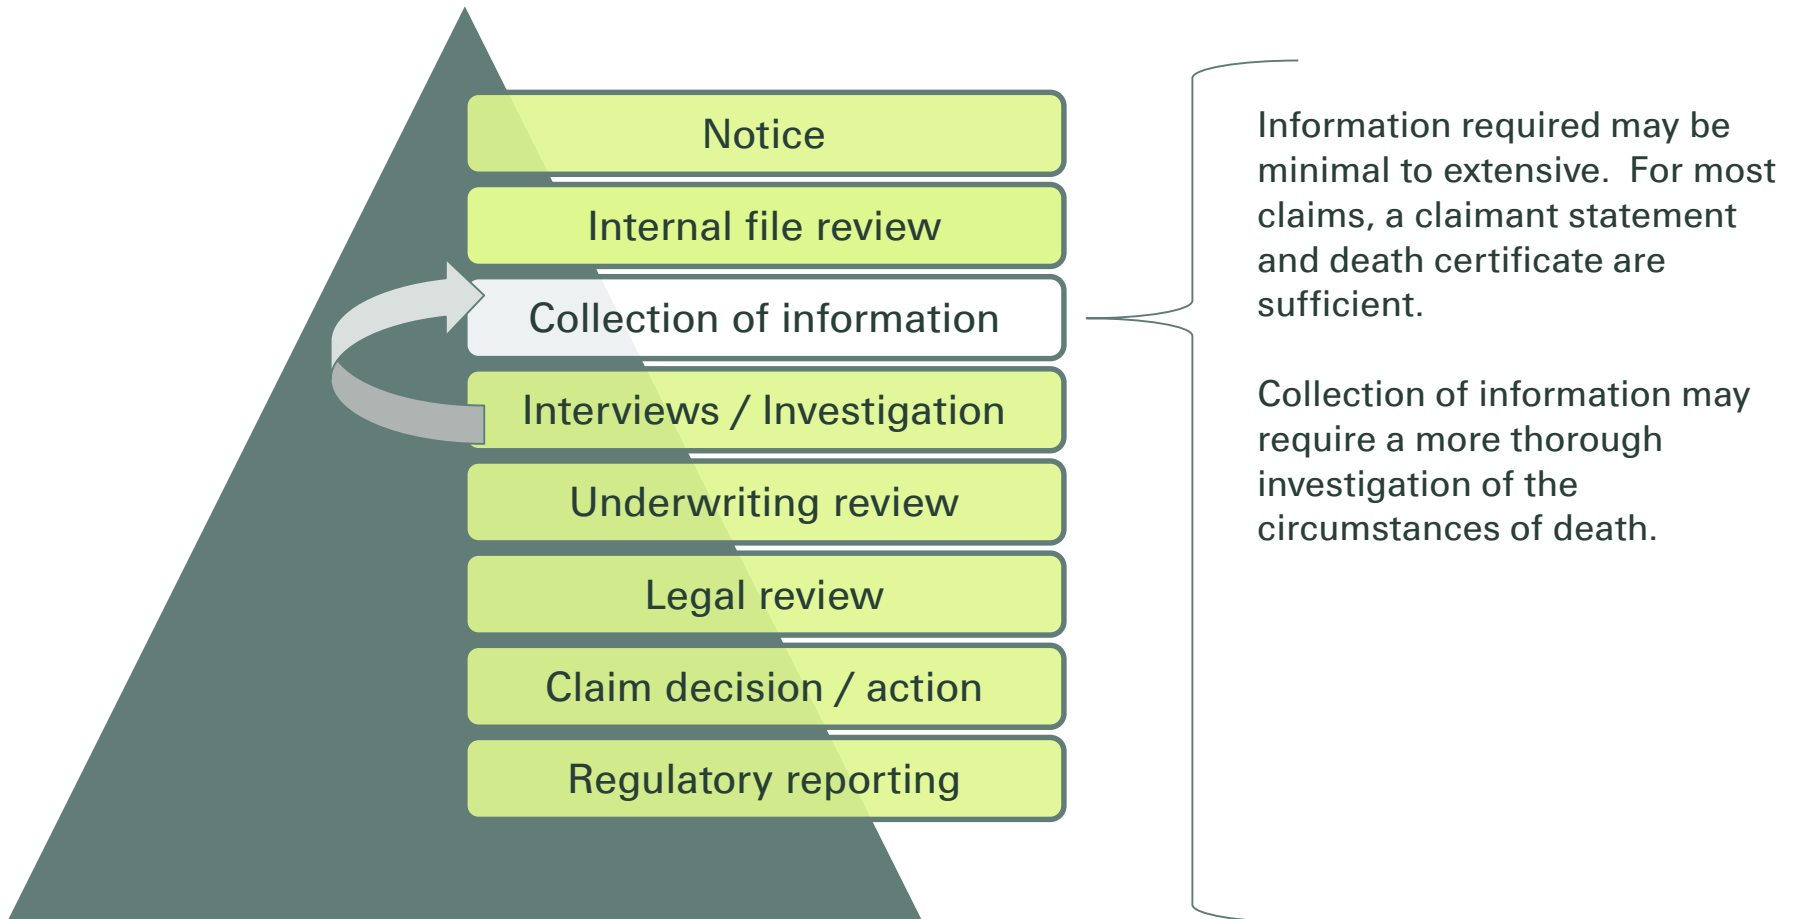 Notice
Internal file review
Collection of information
Interviews / Investigation
Underwriting review
Legal review
Claim decision / action
Regulatory reporting
Information required may be
minimal to extensive.  For most
claims, a claimant statement
and death certificate are
sufficient.
Collection of information may
require a more thorough
investigation of the
circumstances of death.